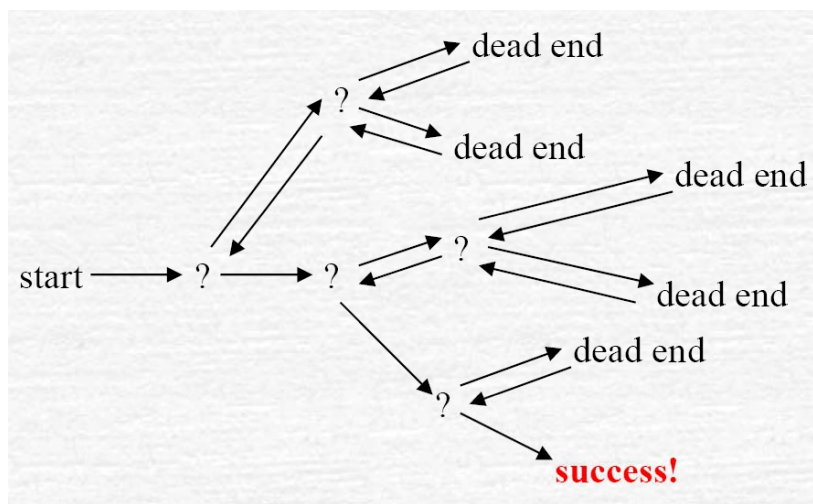 dead end
?
dead end
dead end
start
?
?
?
dead end
dead end
?
success!